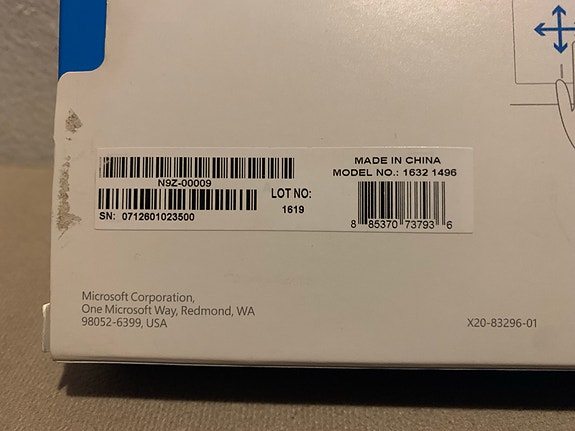 N9Z-00009
SN: 0712601023500
LOT NO:
1619
MADE IN CHINA
MODEL NO.: 1632 1496
8 85370 73793 6
Microsoft Corporation,
One Microsoft Way, Redmond, WA
98052-6399, USA
X20-83296-01